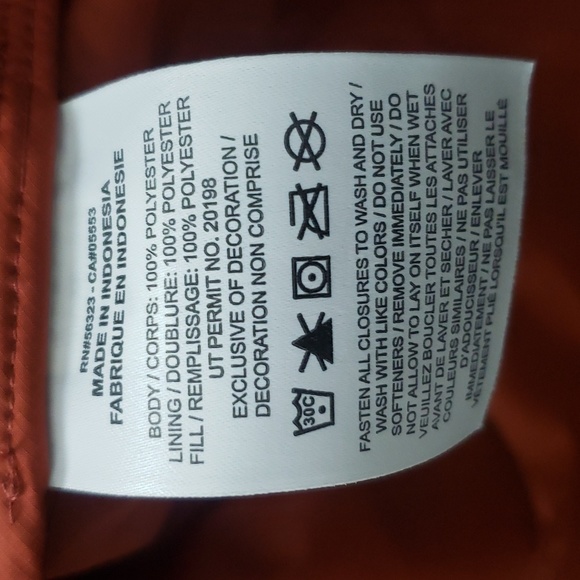 RN#56323 - CA#05553
MADE IN INDONESIA
FABRIQUE EN INDONESIE
BODY / CORPS: 100% POLYESTER
LINING / DOUBLURE: 100% POLYESTER
FILL / REMPLISSAGE: 100% POLYESTER
UT PERMIT NO. 20198
EXCLUSIVE OF DECORATION /
DECORATION NON COMPRISE
30C
FASTEN ALL CLOSURES TO WASH AND DRY /
WASH WITH LIKE COLORS / DO NOT USE
SOFTENERS / REMOVE IMMEDIATELY / DO
NOT ALLOW TO LAY ON ITSELF WHEN WET
VEUILLEZ BOUCLER TOUTES LES ATTACHES
AVANT DE LAVER ET SECHER / LAVER AVEC
COULEURS SIMILAIRES / NE PAS UTILISER
D'ADOUCISSEUR / ENLEVER
IMMEDIATEMENT / NE PAS LAISSER LE
VÊTEMENT PLIÉ LORSQU'IL EST MOUILLÉ